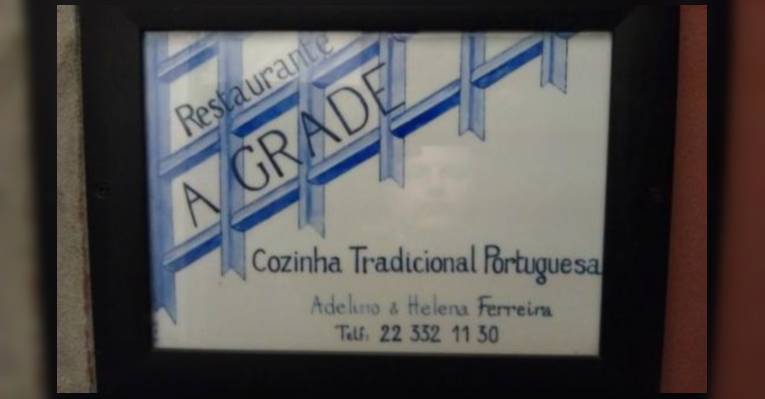 Restaurante
A GRADE
Cozinha Tradicional Portuguesa
Adelino & Helena Ferreira
Telf: 22 332 11 30